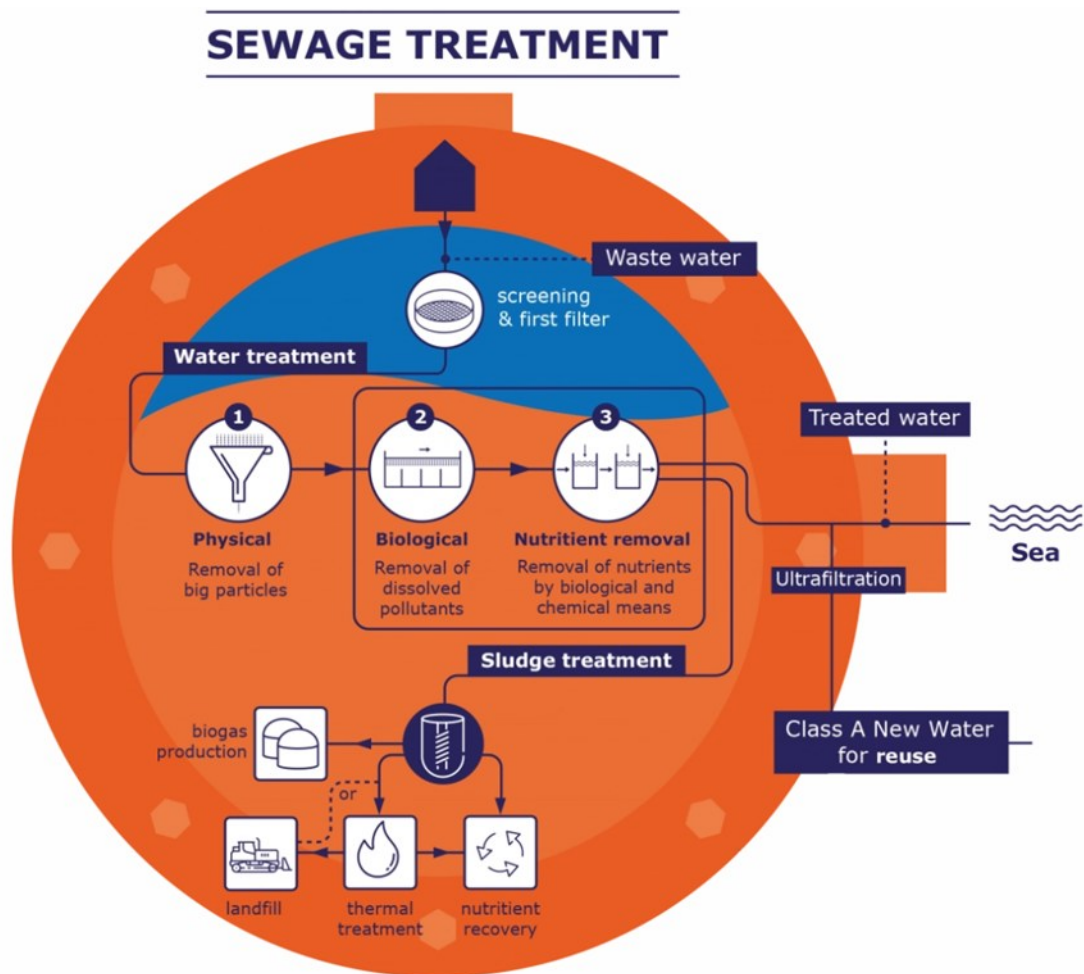 SEWAGE TREATMENT
Waste water
screening
& first filter
Water treatment
1
2
3
Treated water
Physical
Removal of
big particles
Biological
Removal of
dissolved
pollutants
Nutritient removal
Removal of nutrients
by biological and
chemical means
Sea
Ultrafiltration
Sludge treatment
Class A New Water
for reuse
biogas
production
or
landfill
thermal
treatment
nutritient
recovery